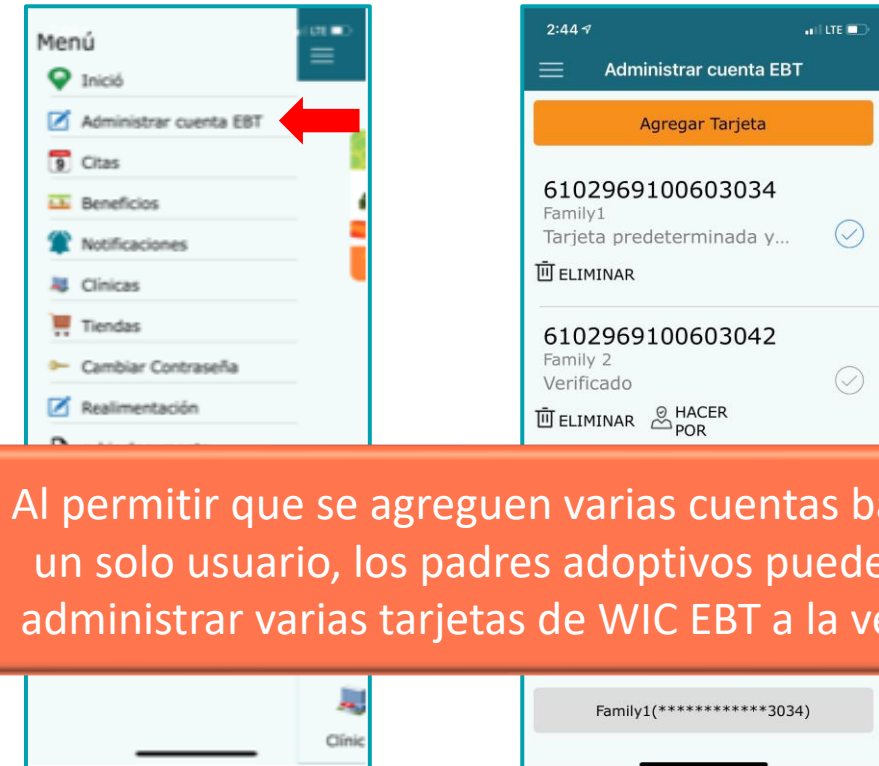 Menú
Inició
Administrar cuenta EBT
Citas
Beneficios
Notificaciones
Clínicas
Tiendas
Cambiar Contraseña
Realimentación
LTE
2:44
LTE
Administrar cuenta EBT
Agregar Tarjeta
6102969100603034
Family1
Tarjeta predeterminada y...
ELIMINAR
6102969100603042
Family 2
Verificado
ELIMINAR HACER
POR
Al permitir que se agreguen varias cuentas ba
un solo usuario, los padres adoptivos puede
administrar varias tarjetas de WIC EBT a la ve
Clínic
Family1(************3034)